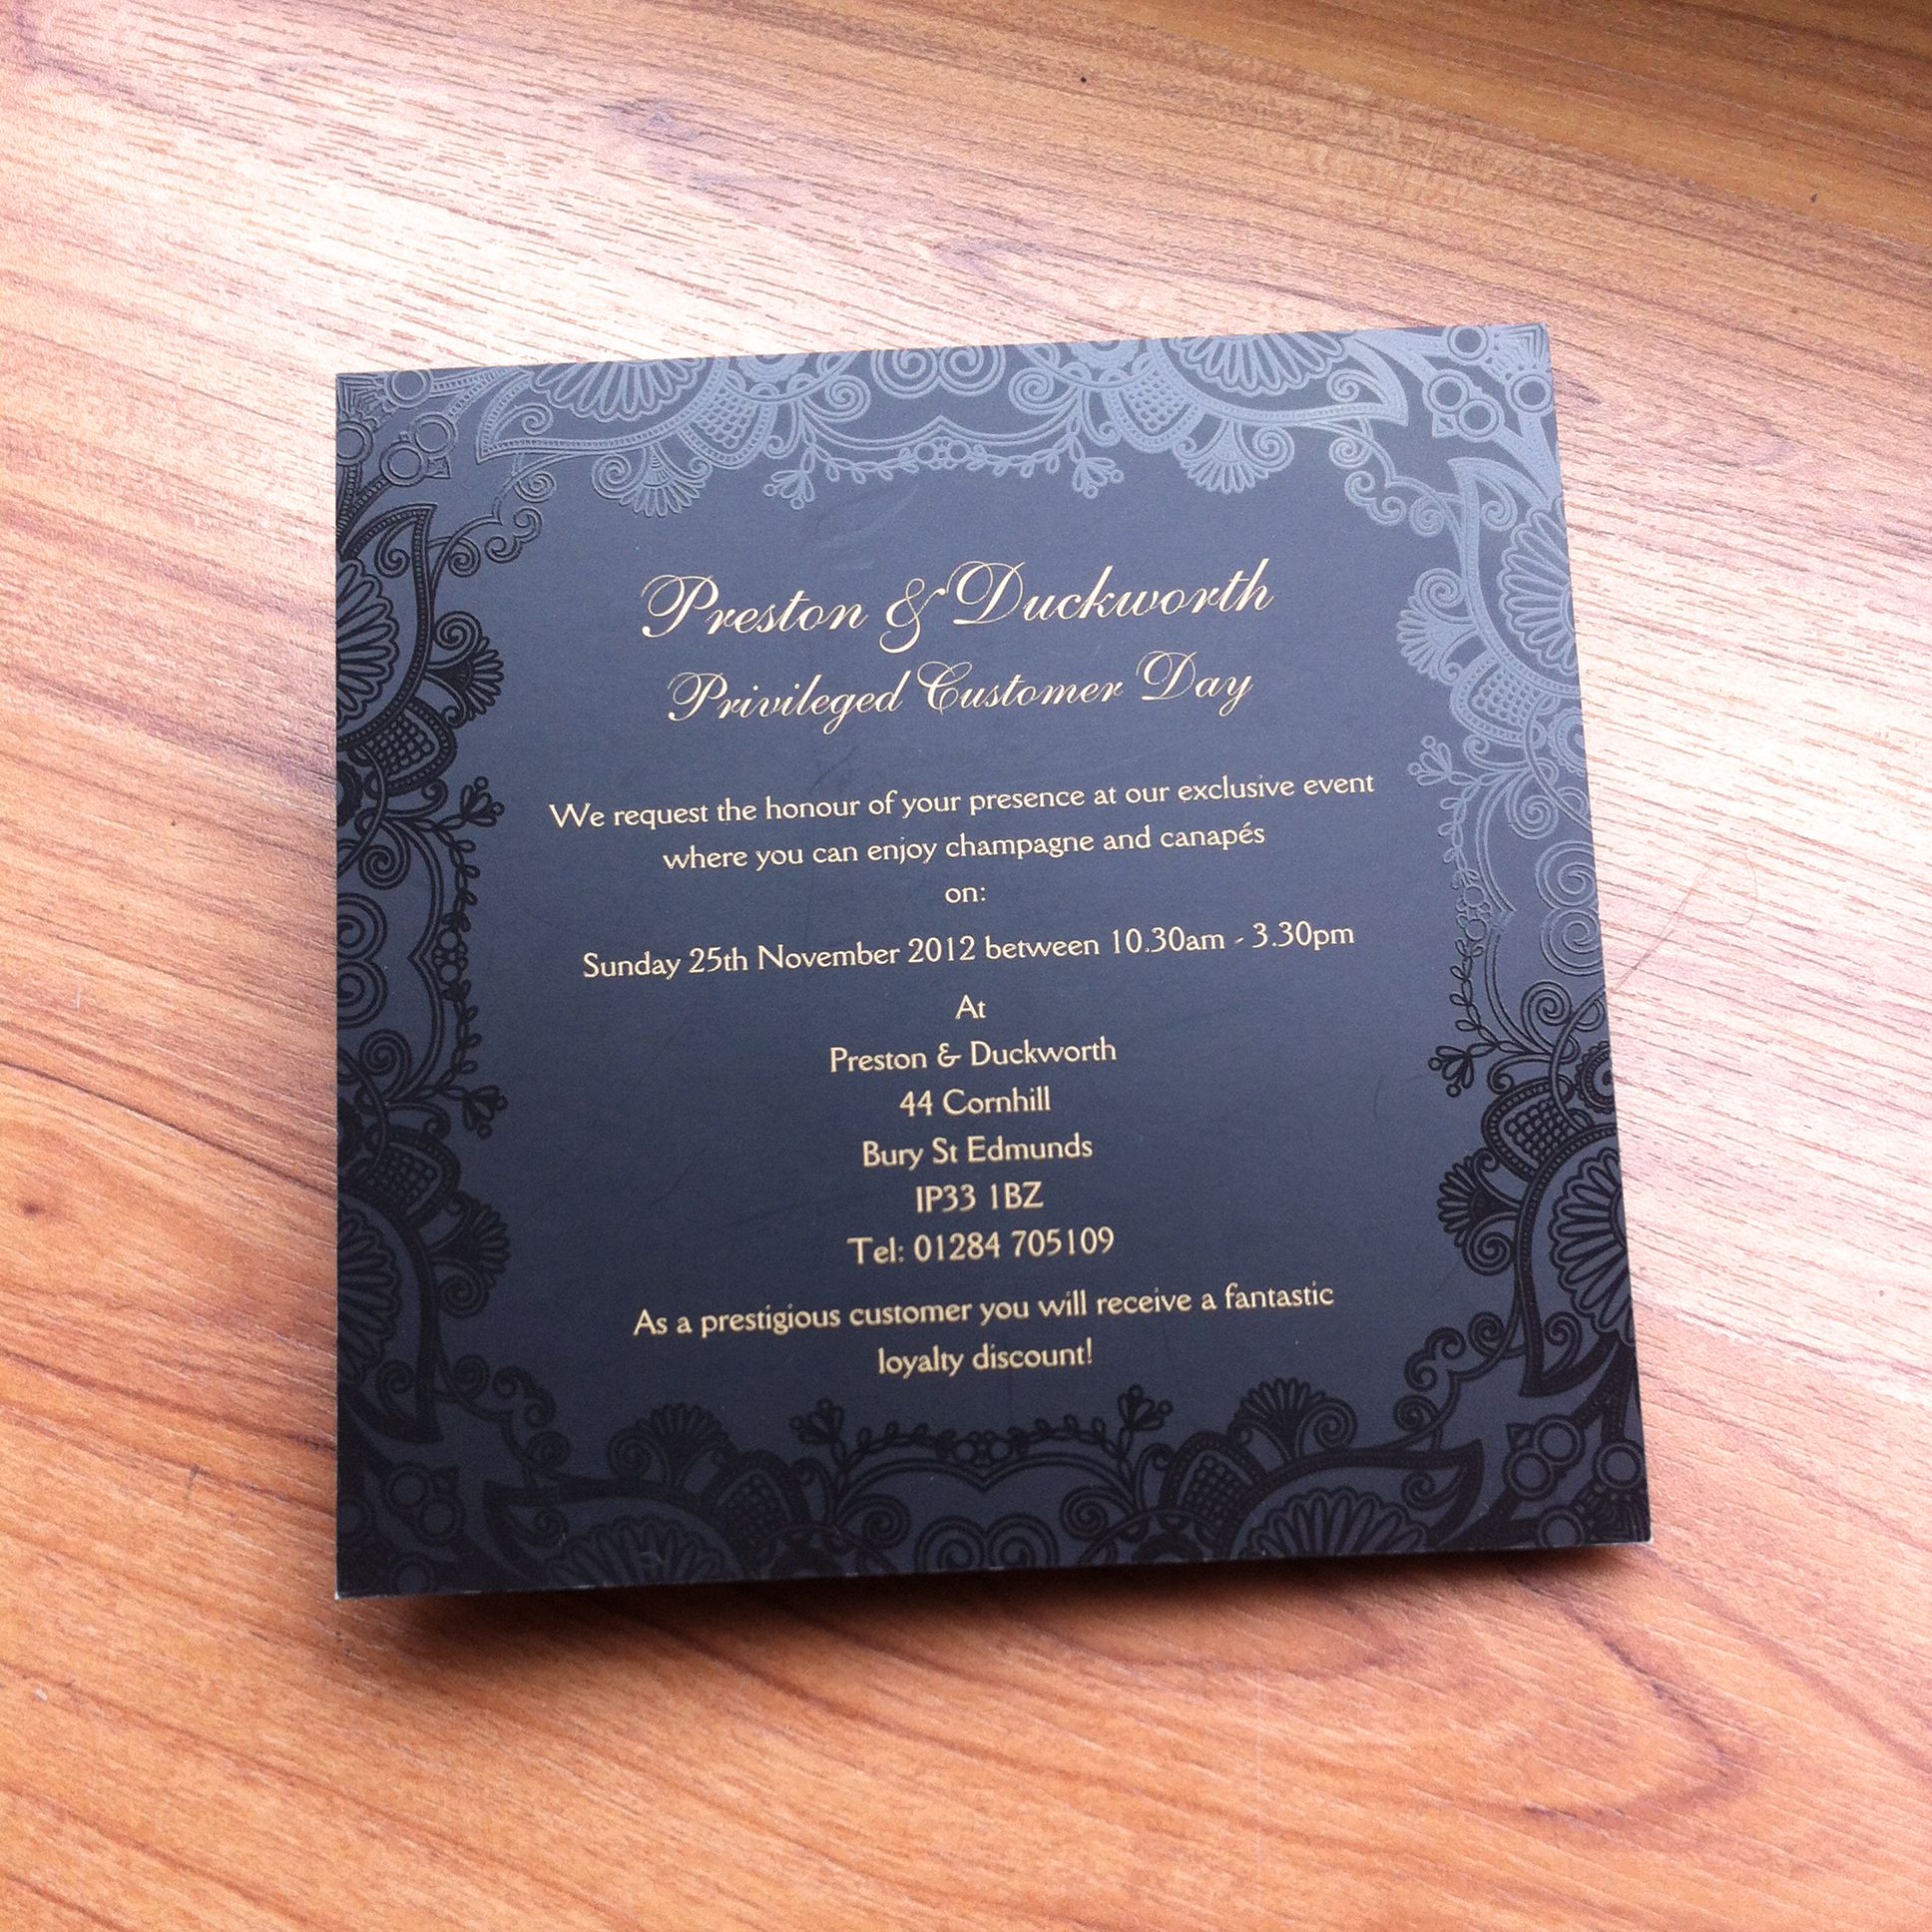 Preston & Duckworth
Privileged Customer Day
We request the honour of your presence at our exclusive event
where you can enjoy champagne and canapés
on:
Sunday 25th November 2012 between 10.30am - 3.30pm
At
Preston & Duckworth
44 Cornhill
Bury St Edmunds
IP33 1BZ
Tel: 01284 705109
As a prestigious customer you will receive a fantastic
loyalty discount!